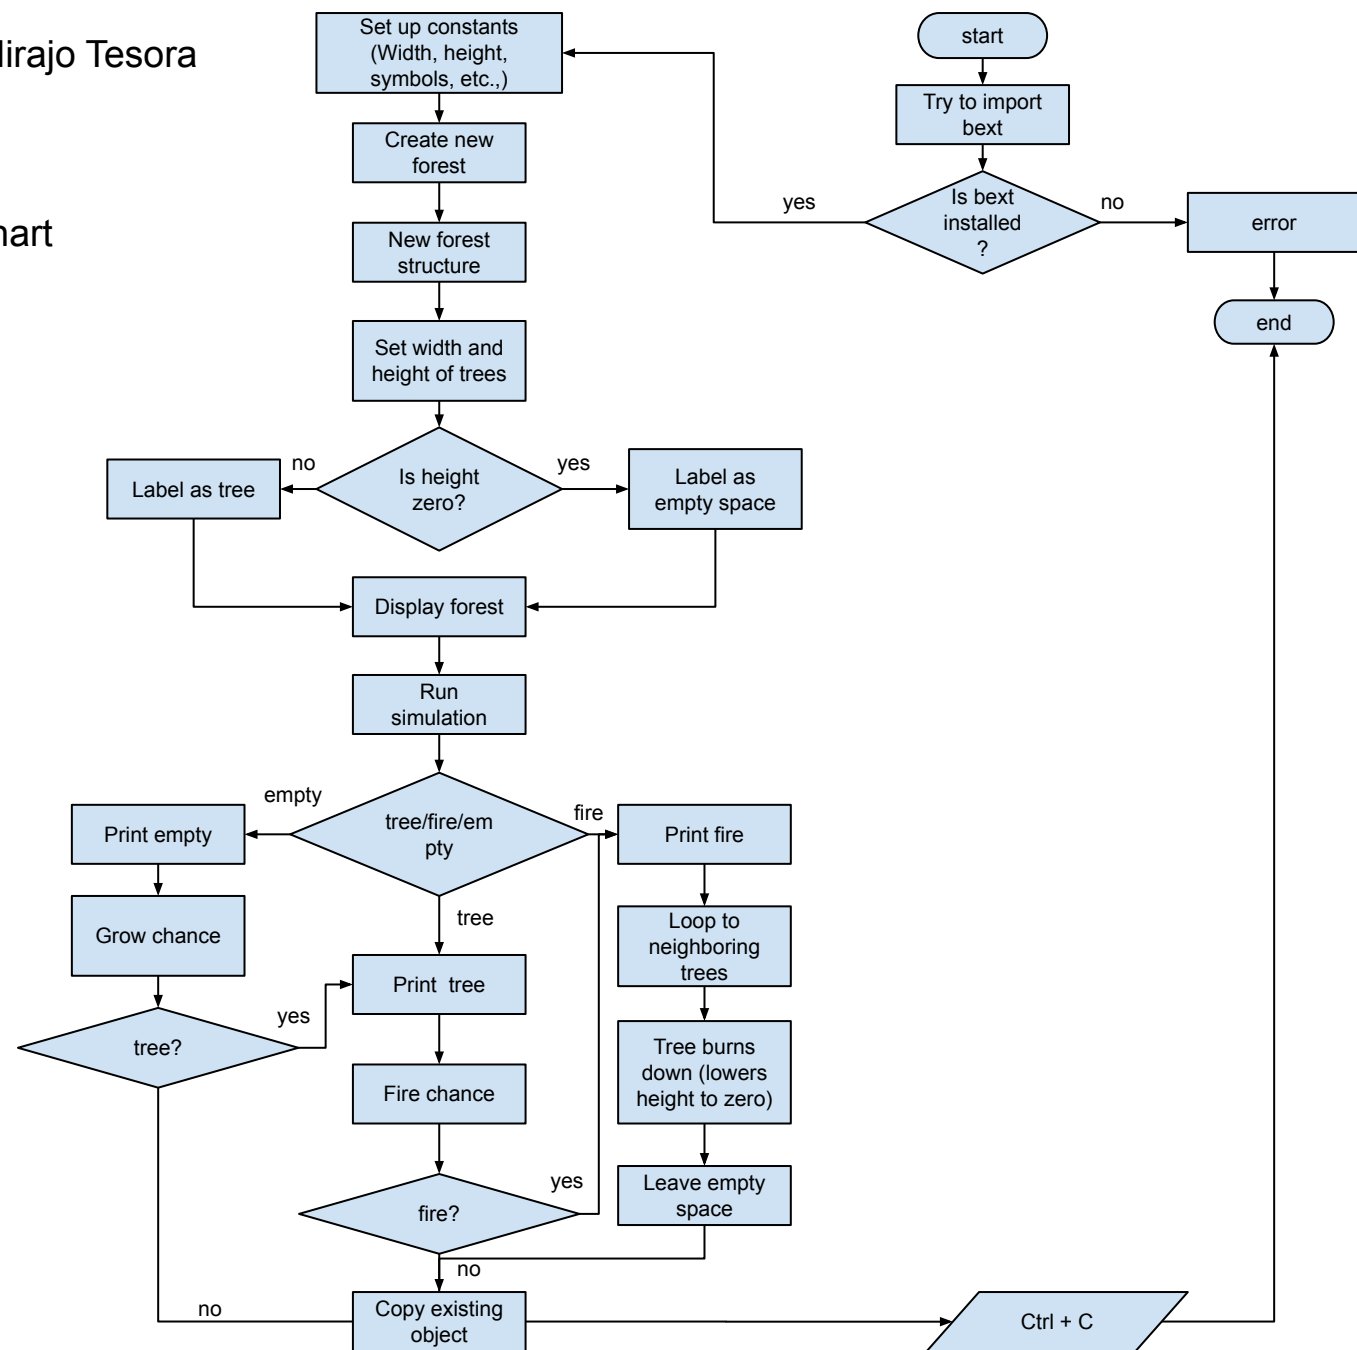 Tesora
Set up constants
(Width, height,
symbols, etc.,)
start
Try to import
bext
Create new
forest
yes
Is bext
installed
?
no
error
New forest
structure
end
Set width and
height of trees
no
Is height
zero?
yes
Label as tree
Label as
empty space
Display forest
Run
simulation
empty
tree/fire/em
pty
fire
Print empty
Print fire
tree
Grow chance
Loop to
neighboring
trees
Print tree
yes
tree?
Tree burns
down (lowers
height to zero)
Fire chance
yes
fire?
Leave empty
space
no
no
Copy existing
object
Ctrl + C